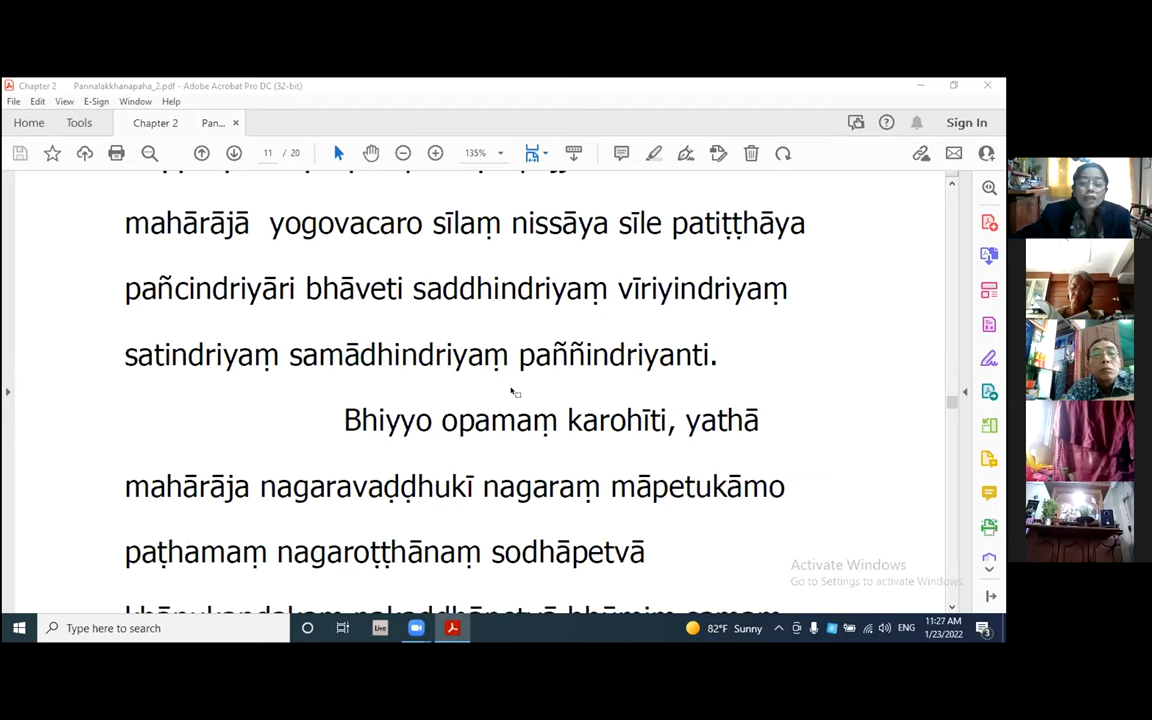 Chapter 2 Pannalakkhanapaha_2.pdf - Adobe Acrobat Pro DC (32-bit)
File Edit View E-Sign Window Help
Home Tools Chapter 2 Pan... × Sign In
11 / 20 135%
mahārājā yogovacaro sīlaṃ nissāya sīle patiṭṭhāya
pañcindriyāri bhāveti saddhindriyaṃ vīriyindriyaṃ
satindriyaṃ samādhindriyaṃ paññindriyanti.
Bhiyyo opamaṃ karohīti, yathā
mahārāja nagaravaḍḍhukī nagaraṃ māpetukāmo
paṭhamaṃ nagaroṭṭhānaṃ sodhāpetvā
Activate Windows
Go to Settings to activate Windows.
Type here to search Live 82°F Sunny ENG 11:27 AM
1/23/2022 3